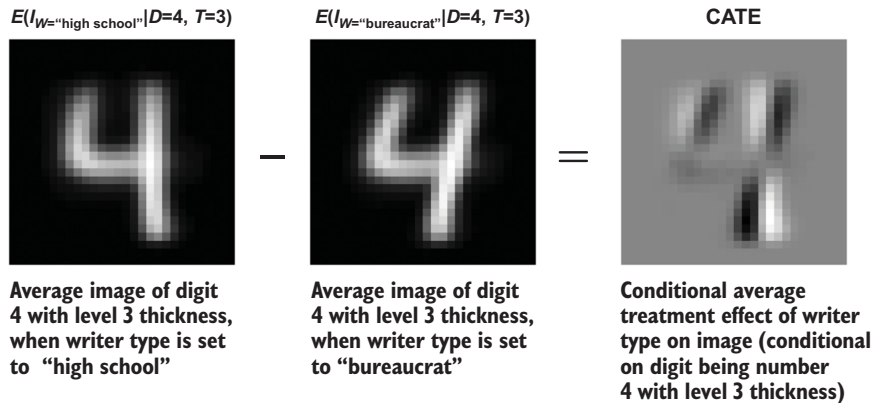 E(I_W="high school"|D=4, T=3)
E(I_W="bureaucrat"|D=4, T=3)
CATE
− =
Average image of digit
4 with level 3 thickness,
when writer type is set
to “high school”
Average image of digit
4 with level 3 thickness,
when writer type is set
to “bureaucrat”
Conditional average
treatment effect of writer
type on image (conditional
on digit being number
4 with level 3 thickness)